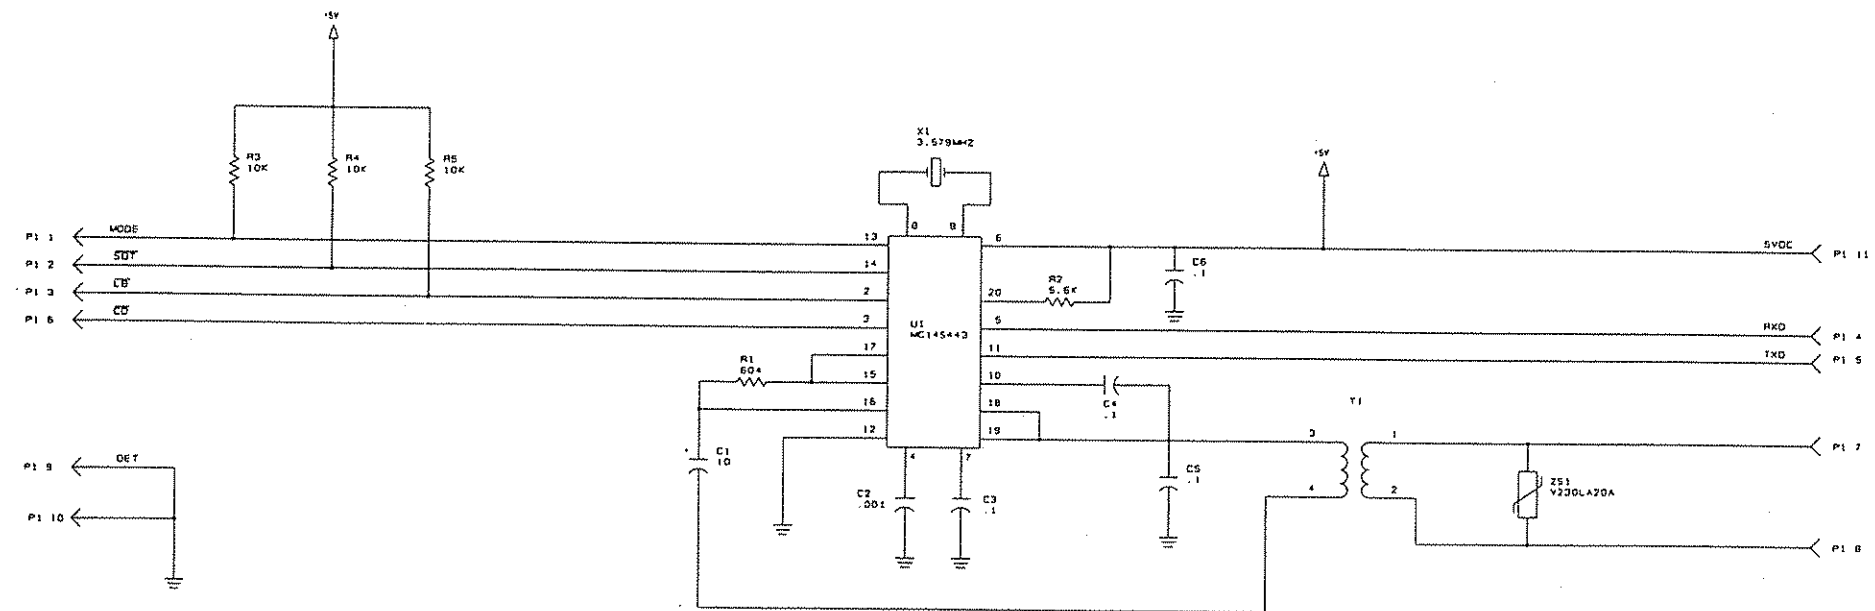 +5V
R3
10K
R4
10K
R5
10K
X1
3.579MHZ
+5V
P1 1
MODE
13
8
9
6
5VDC
P1 11
P1 2
SQT
14
C6
.1
P1 3
CB
2
20
R2
5.6K
P1 6
CD
3
U1
MC145443
5
RXD
P1 4
17
11
TXD
P1 5
R1
604
15
10
C4
.1
16
18
T1
12
19
3
1
P1 7
P1 9
DET
C1
10
+
4
7
C5
.1
4
2
ZS1
V230LA20A
C2
.001
C3
.1
P1 10
P1 8